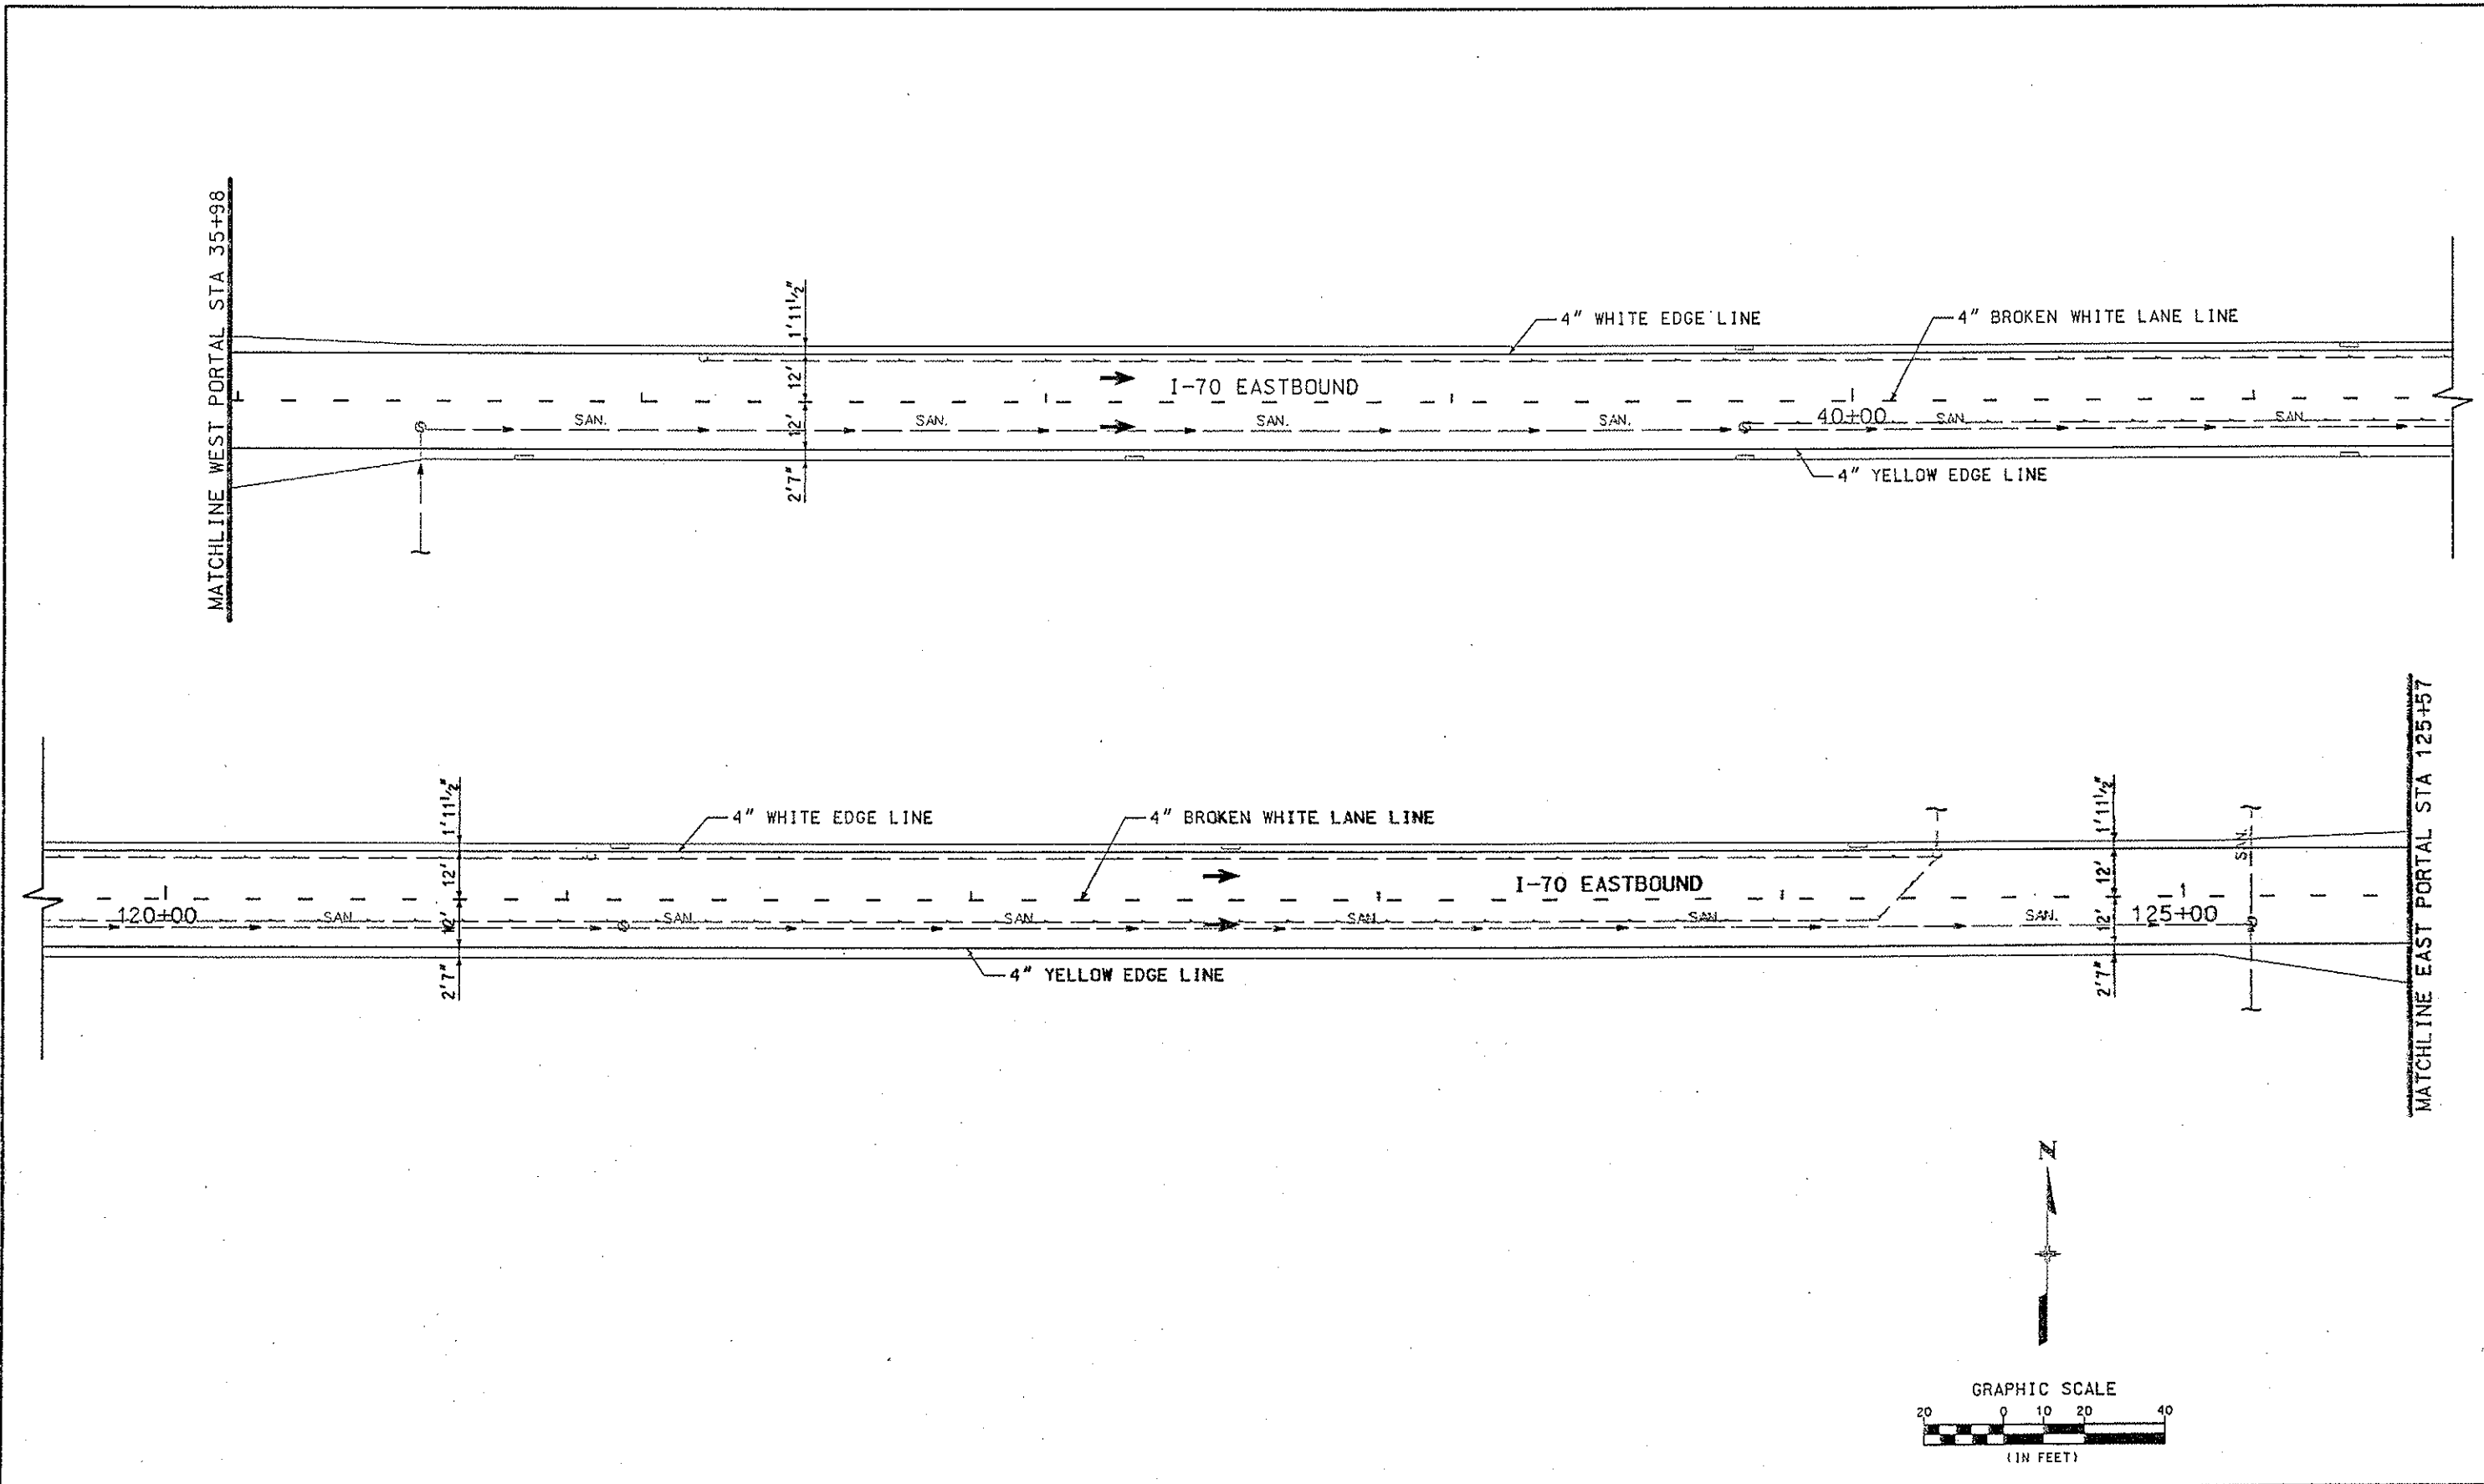 MATCHLINE WEST PORTAL STA 35+98
1'11½"
12'
12'
2'7"
4" WHITE EDGE LINE
4" BROKEN WHITE LANE LINE
I-70 EASTBOUND
SAN.
SAN.
SAN.
SAN.
40+00
SAN.
SAN.
S
S
4" YELLOW EDGE LINE
1'11½"
12'
12'
2'7"
4" WHITE EDGE LINE
4" BROKEN WHITE LANE LINE
I-70 EASTBOUND
120+00
SAN.
SAN.
SAN.
SAN.
SAN.
SAN.
125+00
S
S
4" YELLOW EDGE LINE
1'11½"
12'
12'
2'7"
SAN.
MATCHLINE EAST PORTAL STA 125+57
N
GRAPHIC SCALE
20 0 10 20 40
(IN FEET)